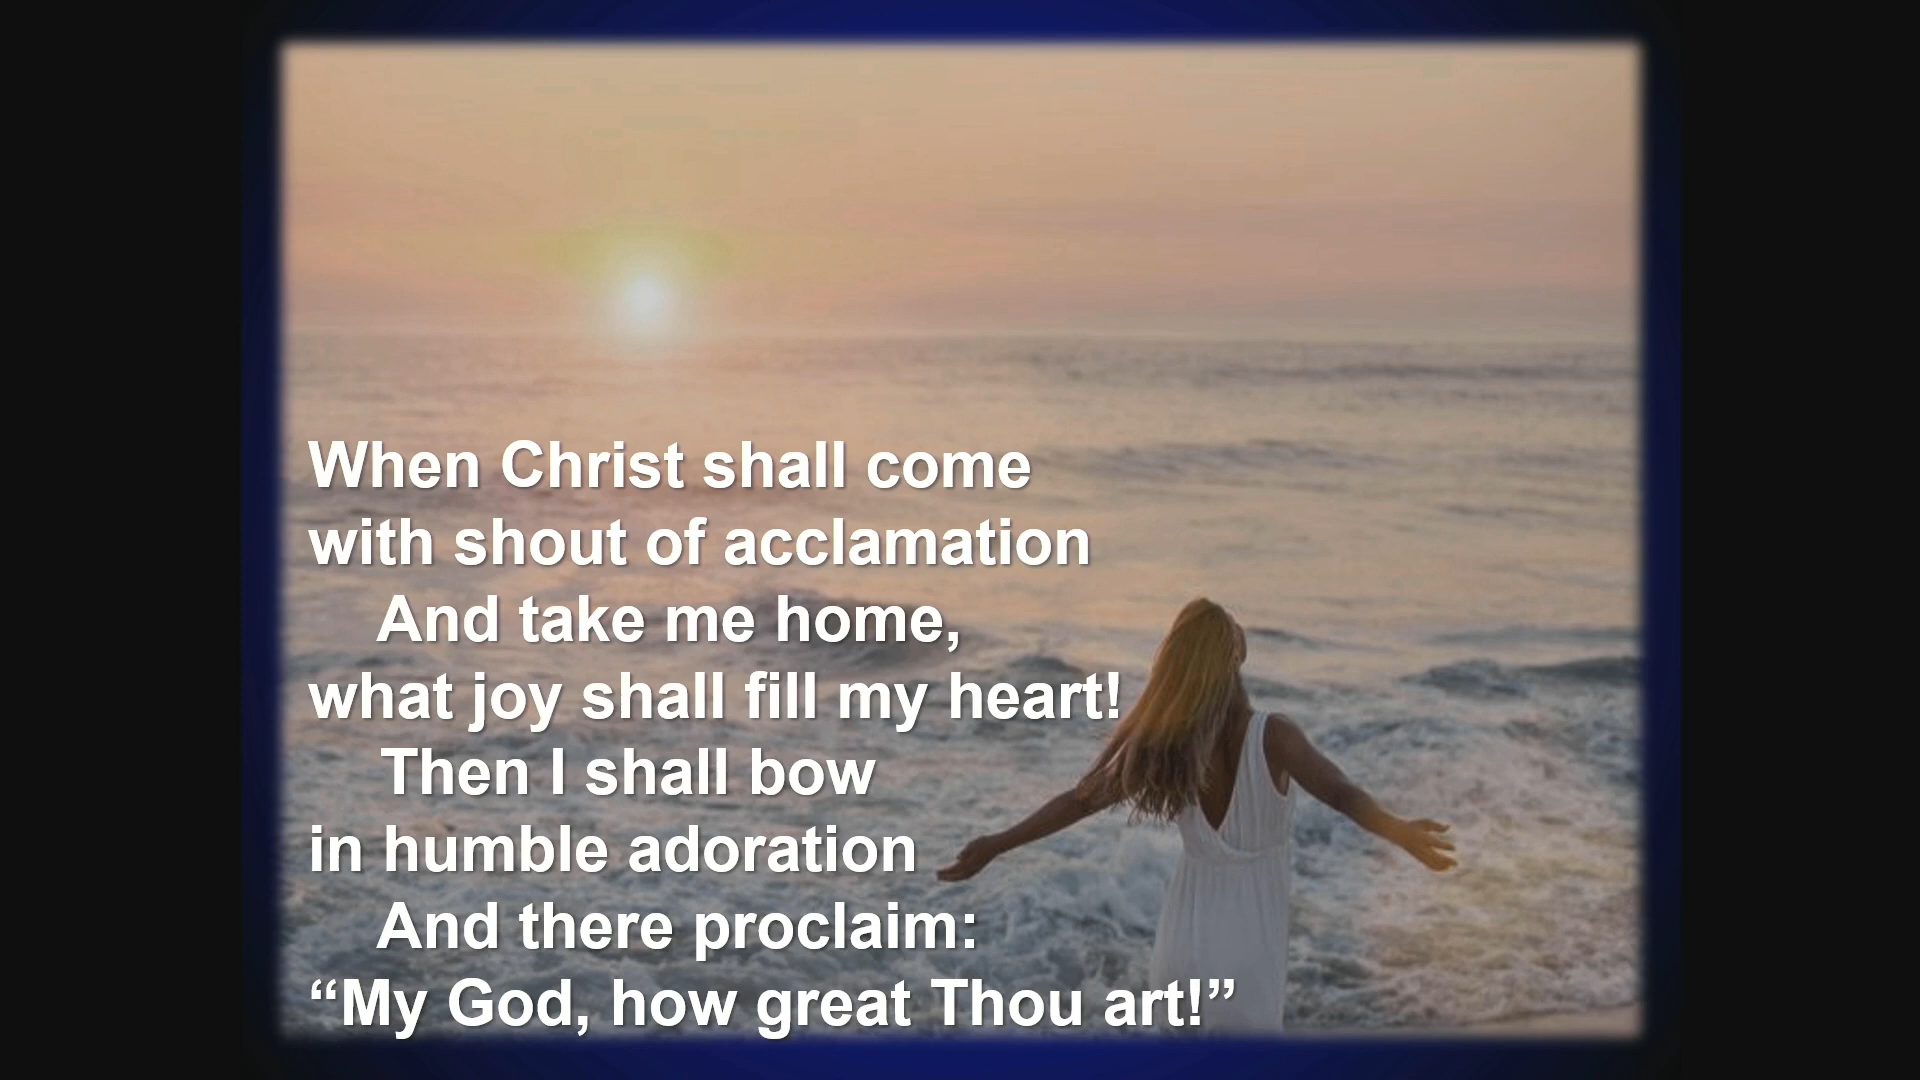 When Christ shall come
with shout of acclamation
And take me home,
what joy shall fill my heart!
Then I shall bow
in humble adoration
And there proclaim:
“My God, how great Thou art!”